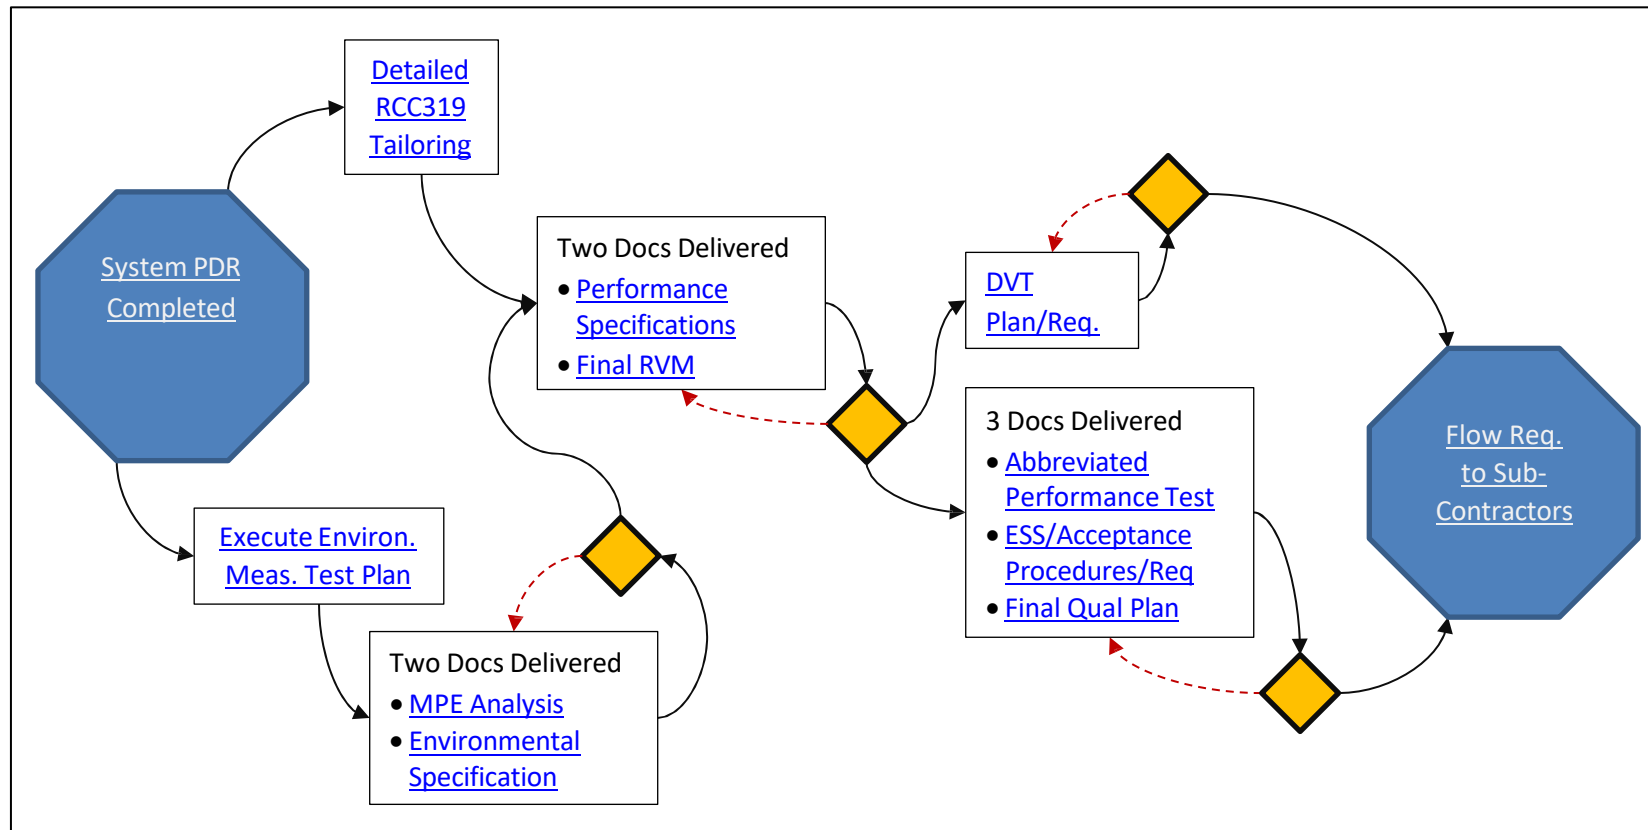 Detailed
RCC319
Tailoring
System PDR
Completed
Two Docs Delivered
• Performance
Specifications
• Final RVM
DVT
Plan/Req.
3 Docs Delivered
• Abbreviated
Performance Test
• ESS/Acceptance
Procedures/Req
• Final Qual Plan
Flow Req.
to Sub-
Contractors
Execute Environ.
Meas. Test Plan
Two Docs Delivered
• MPE Analysis
• Environmental
Specification